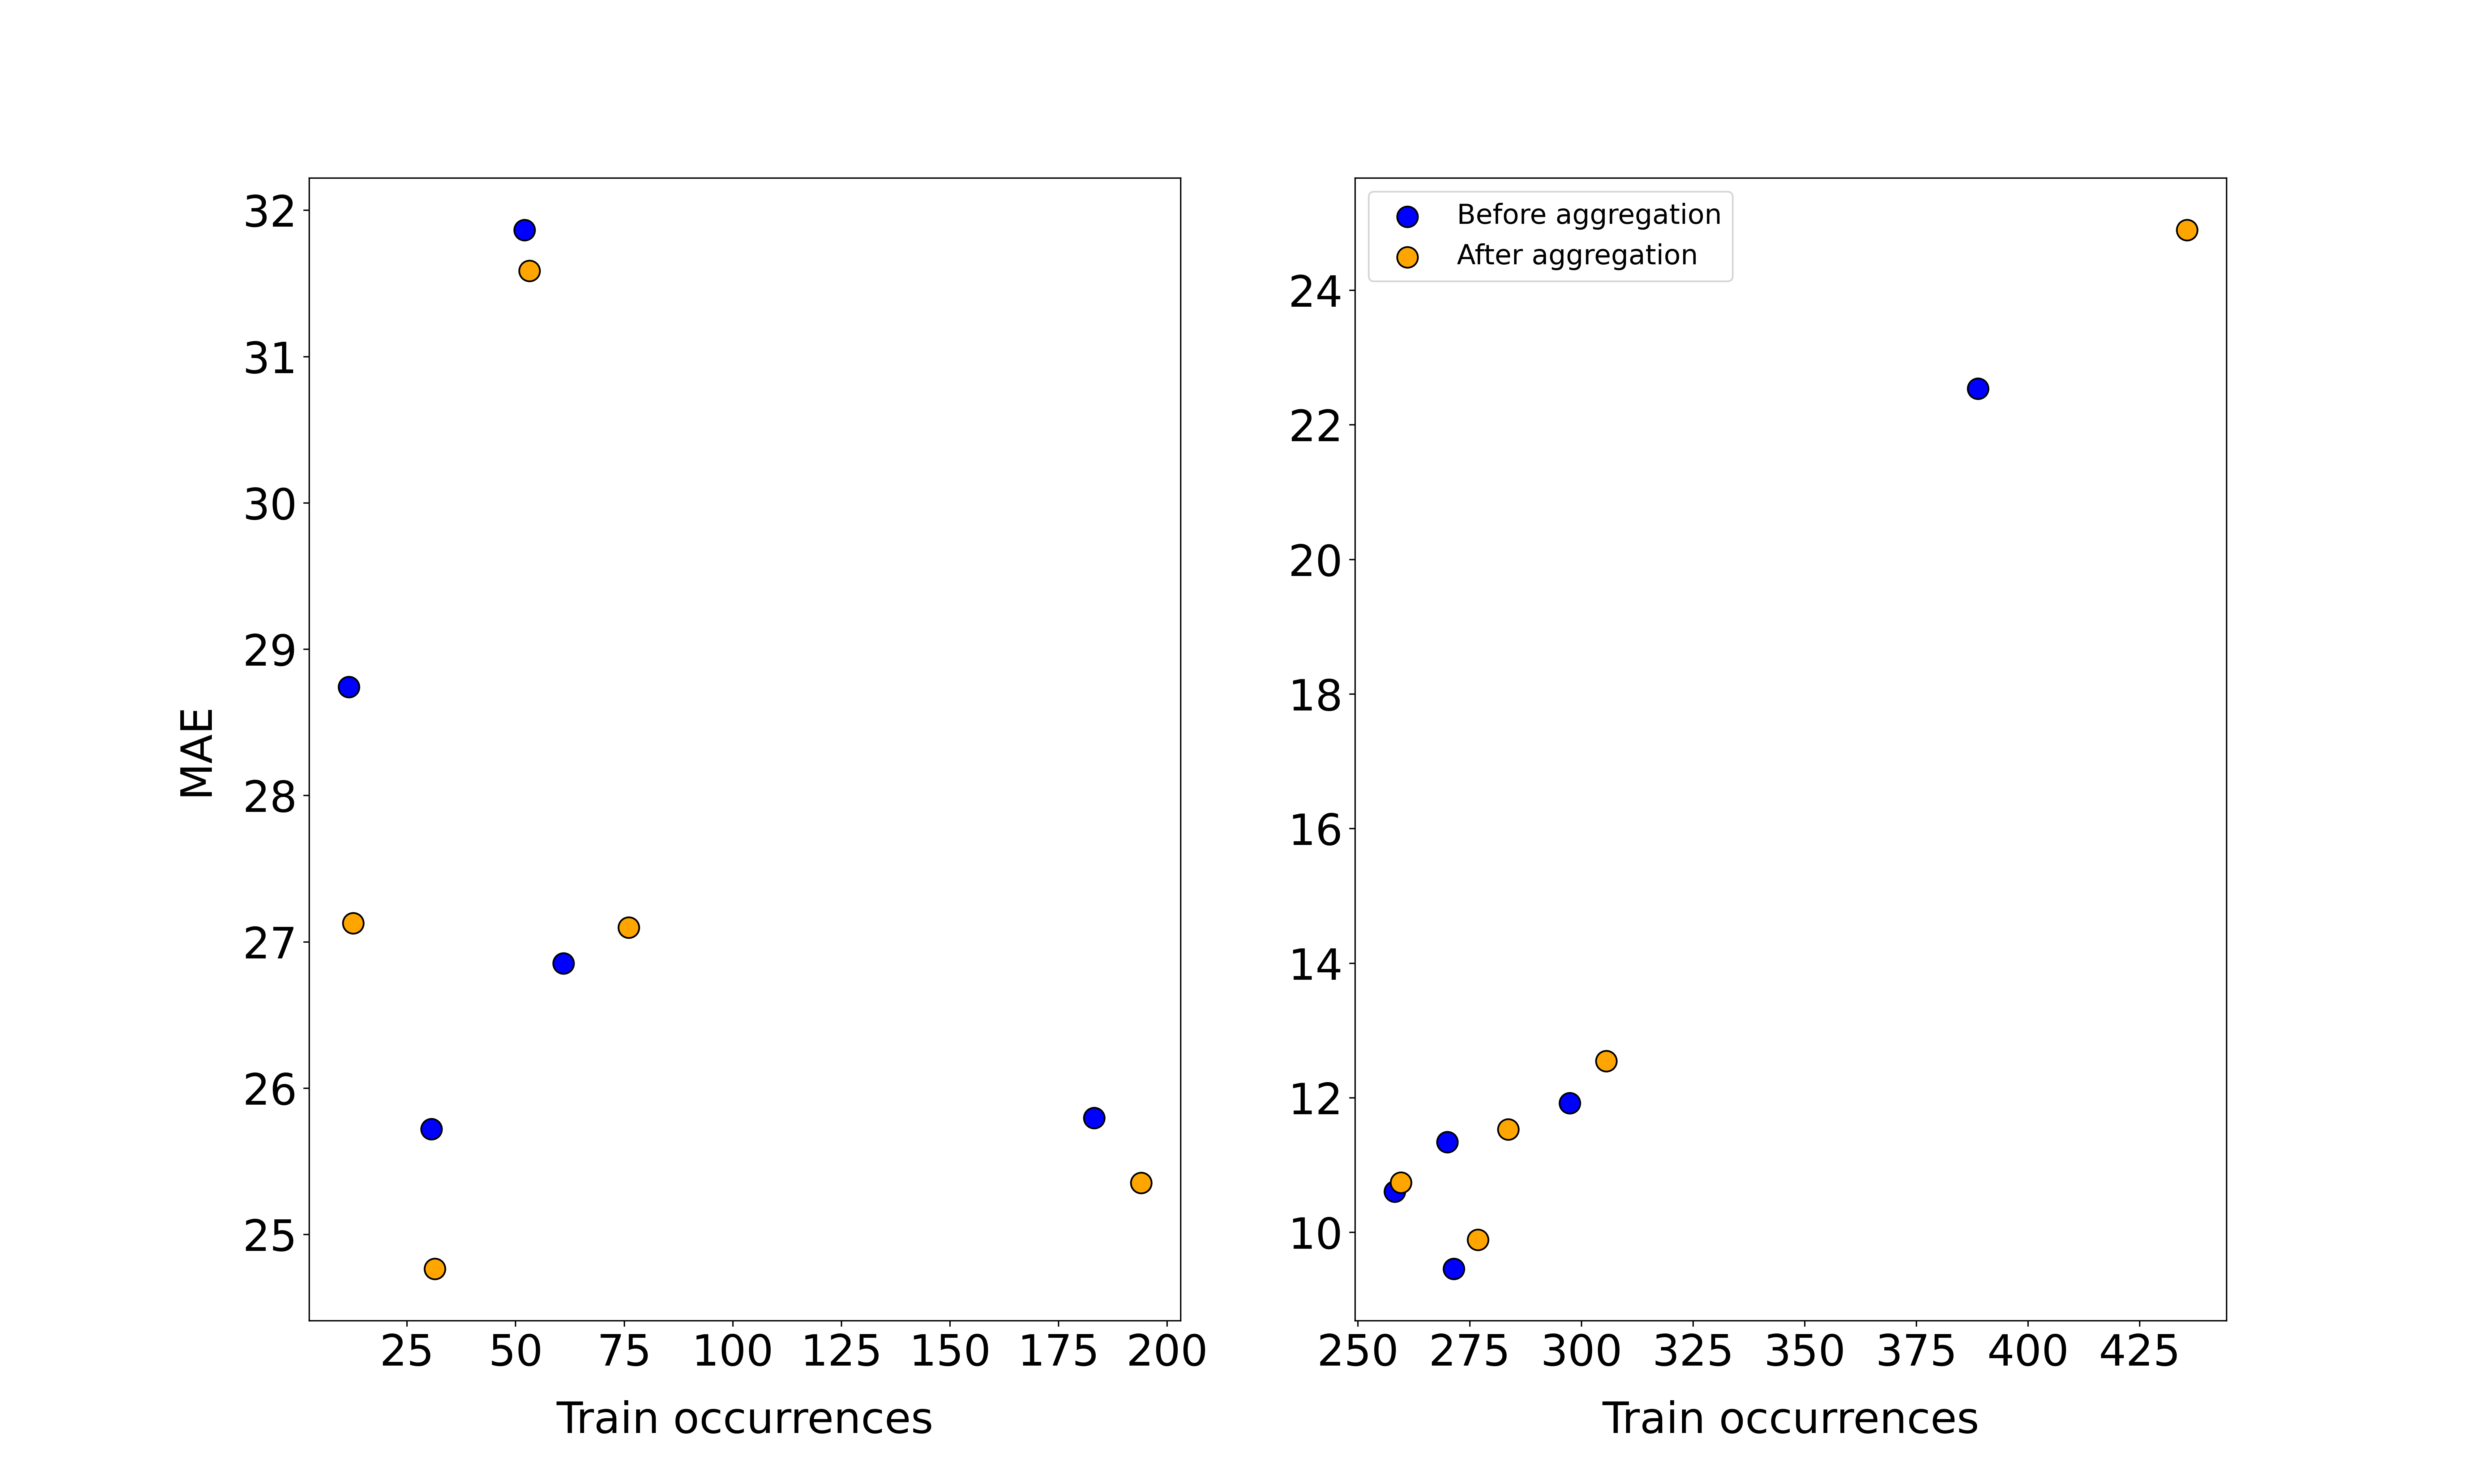 32
31
30
29
28
27
26
25
MAE
25 50 75 100 125 150 175 200
Train occurrences
Before aggregation
After aggregation
24
22
20
18
16
14
12
10
250 275 300 325 350 375 400 425
Train occurrences